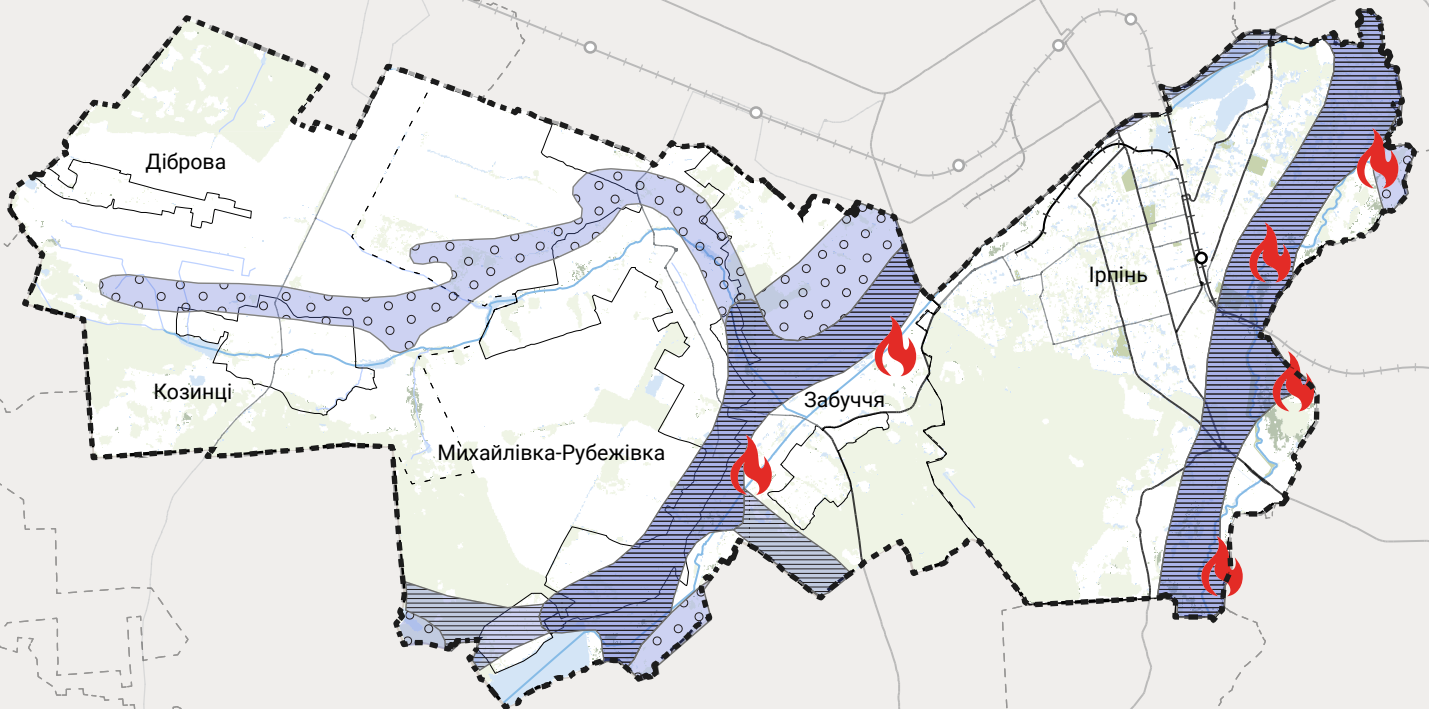 Діброва
Ірпінь
Козинці
Забуччя
Михайлівка-Рубежівка